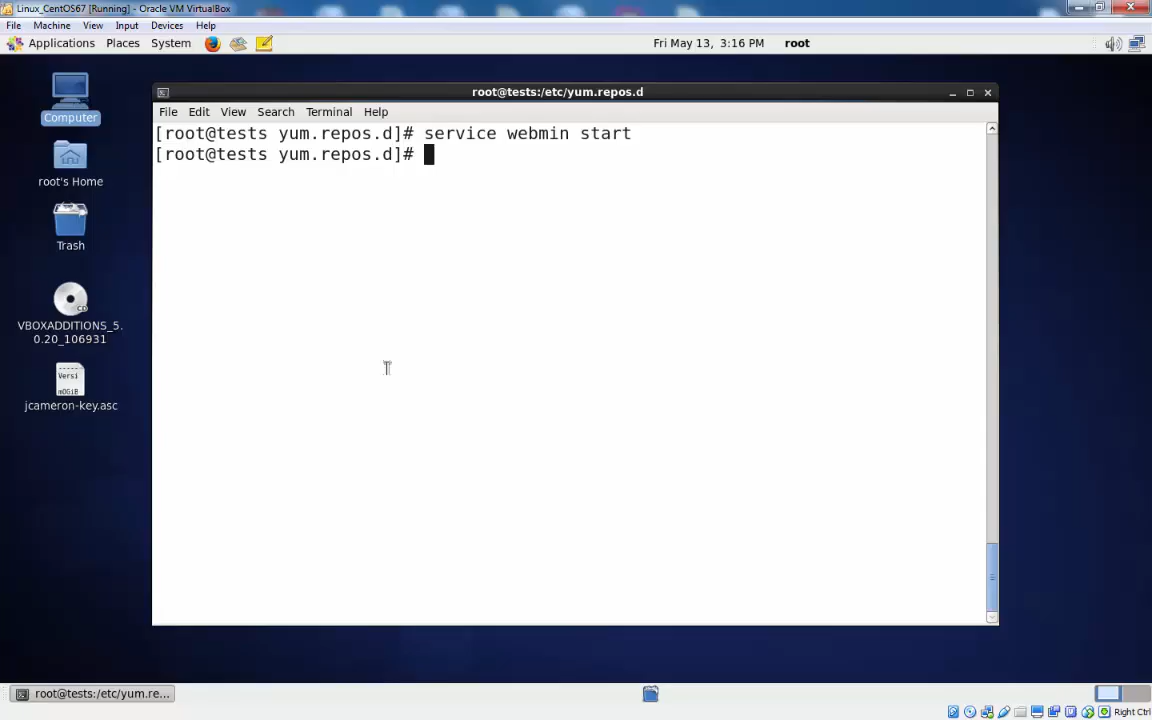 Linux_CentOS67 [Running] - Oracle VM VirtualBox
File Machine View Input Devices Help
Applications Places System
Fri May 13, 3:16 PM root
root@tests:/etc/yum.repos.d
File Edit View Search Terminal Help
[root@tests yum.repos.d]# service webmin start
[root@tests yum.repos.d]#
Computer
root's Home
Trash
VBOXADDITIONS_5.
0.20_106931
Versi
mQGiB
jcameron-key.asc
root@tests:/etc/yum.re...
Right Ctrl